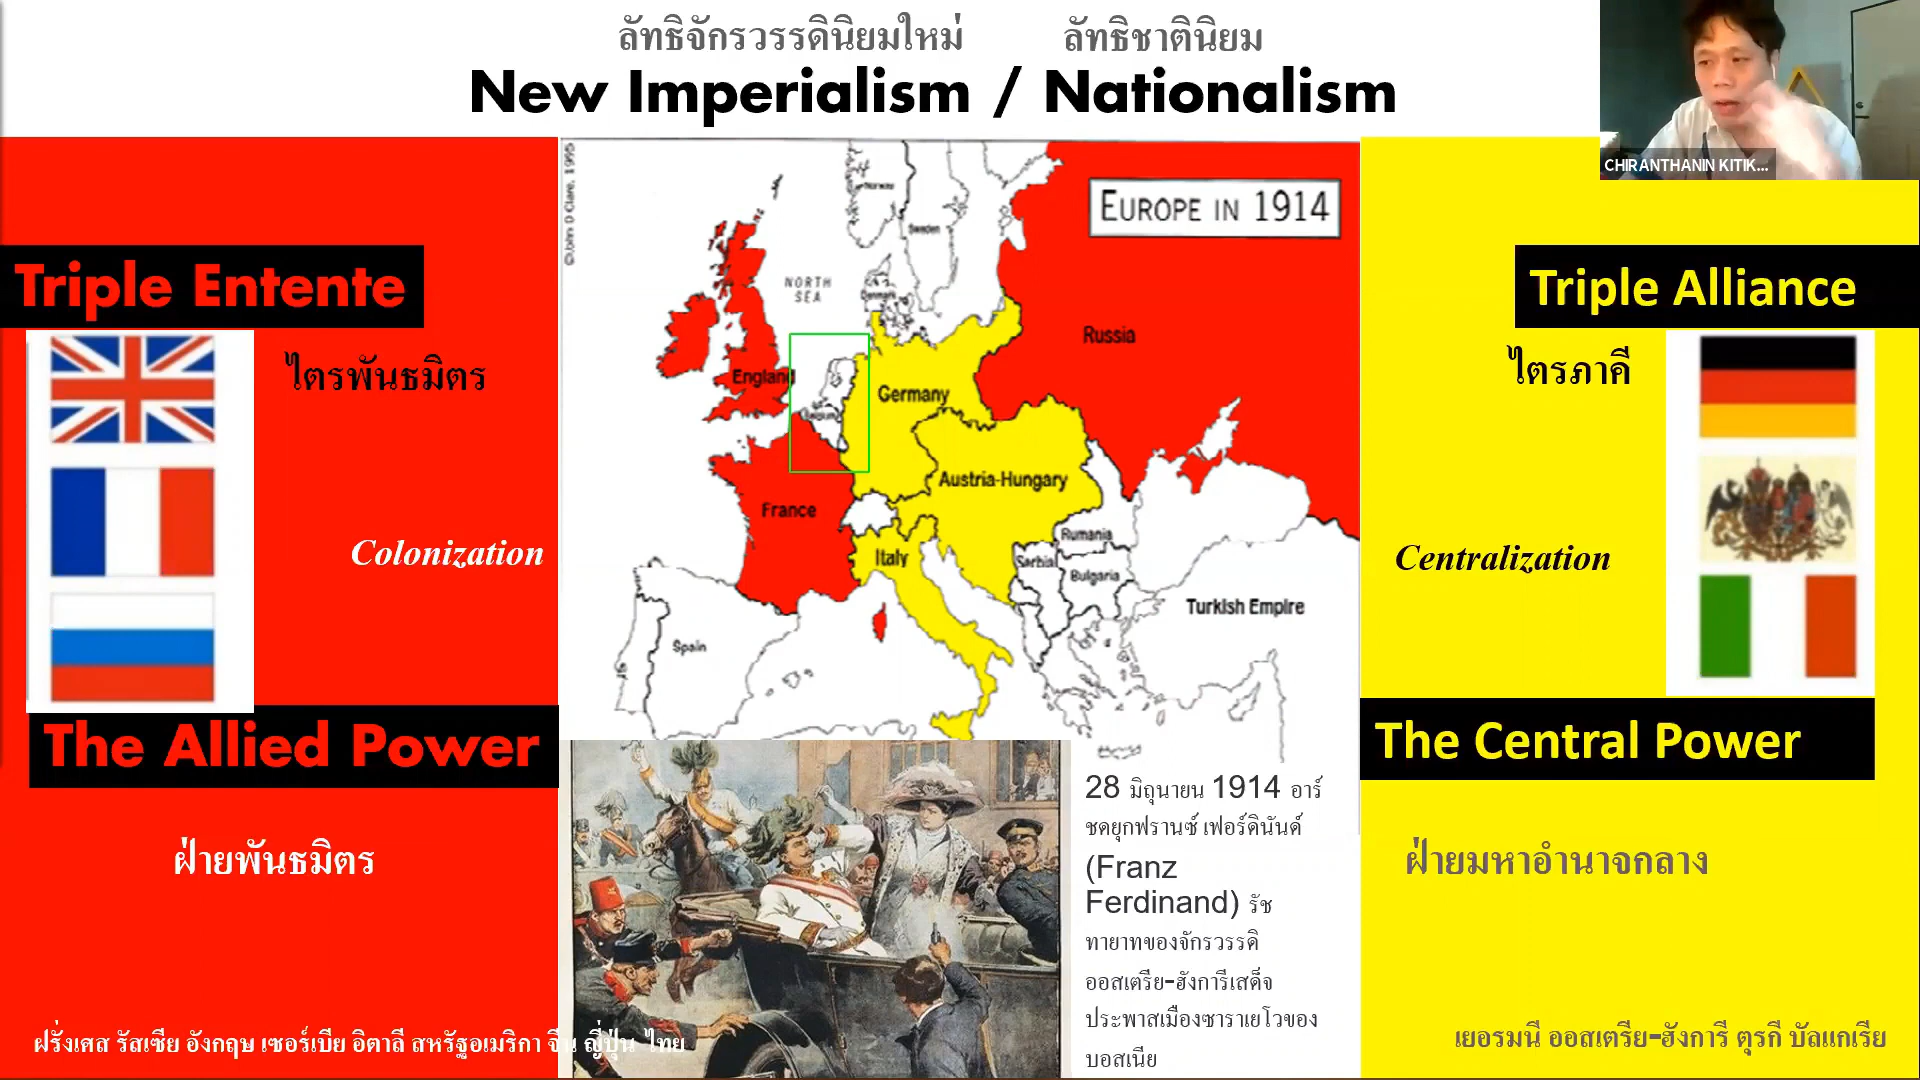 ลัทธิจักรวรรดินิยมใหม่ ลัทธิชาตินิยม
New Imperialism / Nationalism
CHIRANTHANIN KITIK...
Triple Entente
ไตรพันธมิตร
Colonization
The Allied Power
ฝ่ายพันธมิตร
ฝรั่งเศส รัสเซีย อังกฤษ เซอร์เบีย อิตาลี สหรัฐอเมริกา จีน ญี่ปุ่น ไทย
©John D Clare, 1995
EUROPE IN 1914
Norway
Sweden
NORTH
SEA
Denmark
Russia
England
Germany
Belgium
Austria-Hungary
France
Italy
Rumania
Serbia
Bulgaria
Turkish Empire
Spain
28 มิถุนายน 1914 อาร์
ชดยุกฟรานซ์ เฟอร์ดินันด์
(Franz
Ferdinand) รัช
ทายาทของจักรวรรดิ
ออสเตรีย-ฮังการีเสด็จ
ประพาสเมืองซาราเยโวของ
บอสเนีย
Triple Alliance
ไตรภาคี
Centralization
The Central Power
ฝ่ายมหาอำนาจกลาง
เยอรมนี ออสเตรีย-ฮังการี ตุรกี บัลแกเรีย